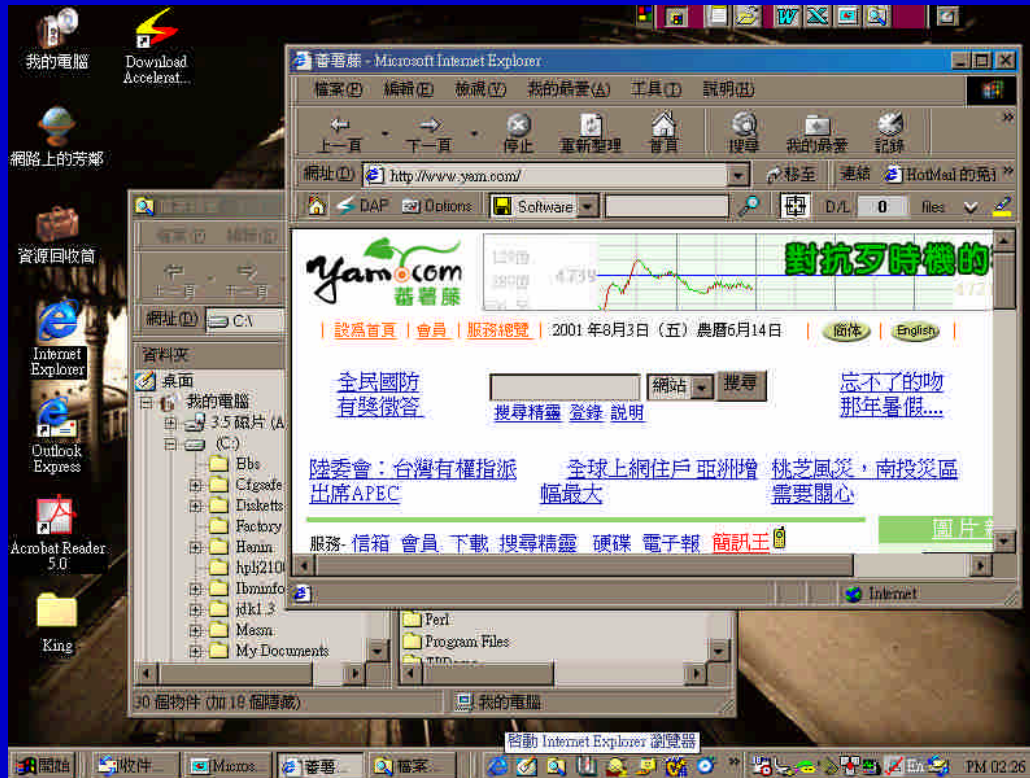 我的電腦
Download
Accelerat...
網路上的芳鄰
資源回收筒
Internet
Explorer
Outlook
Express
Acrobat Reader
5.0
King
蕃薯藤 - Microsoft Internet Explorer
檔案(F) 編輯(E) 檢視(V) 我的最愛(A) 工具(T) 說明(H)
上一頁 下一頁 停止 重新整理 首頁 搜尋 我的最愛 記錄
網址(D) http://www.yam.com/ 移至 連結 HotMail 的免
DAP Options Software D/L 0 files
yam.com
蕃薯藤
4739
對抗歹時機的
| 設為首頁 | 會員 | 服務總覽 | 2001 年8月3日（五）農曆6月14日 | 簡体 | English |
全民國防
有獎徵答
網站 搜尋
搜尋精靈 登錄 說明
忘不了的吻
那年暑假....
陸委會：台灣有權指派
出席APEC
全球上網住戶 亞洲增
幅最大
桃芝風災，南投災區
需要關心
服務- 信箱 會員 下載 搜尋精靈 硬碟 電子報 簡訊王
圖片
Internet
檔案(F) 編輯(E)
上一頁 下一頁
網址(D) C:\
資料夾
桌面
我的電腦
3.5 磁片 (A
(C:)
Bbs
Cfgsafe
Disketts
Factory
Hanin
hplj2100
Ibminfo
jdk1.3
Masm
My Documents
Perl
Program Files
30 個物件 (加 18 個隱藏)
我的電腦
啟動 Internet Explorer 瀏覽器
開始 收件... Micros... 蕃薯... 檔案... PM 02:26